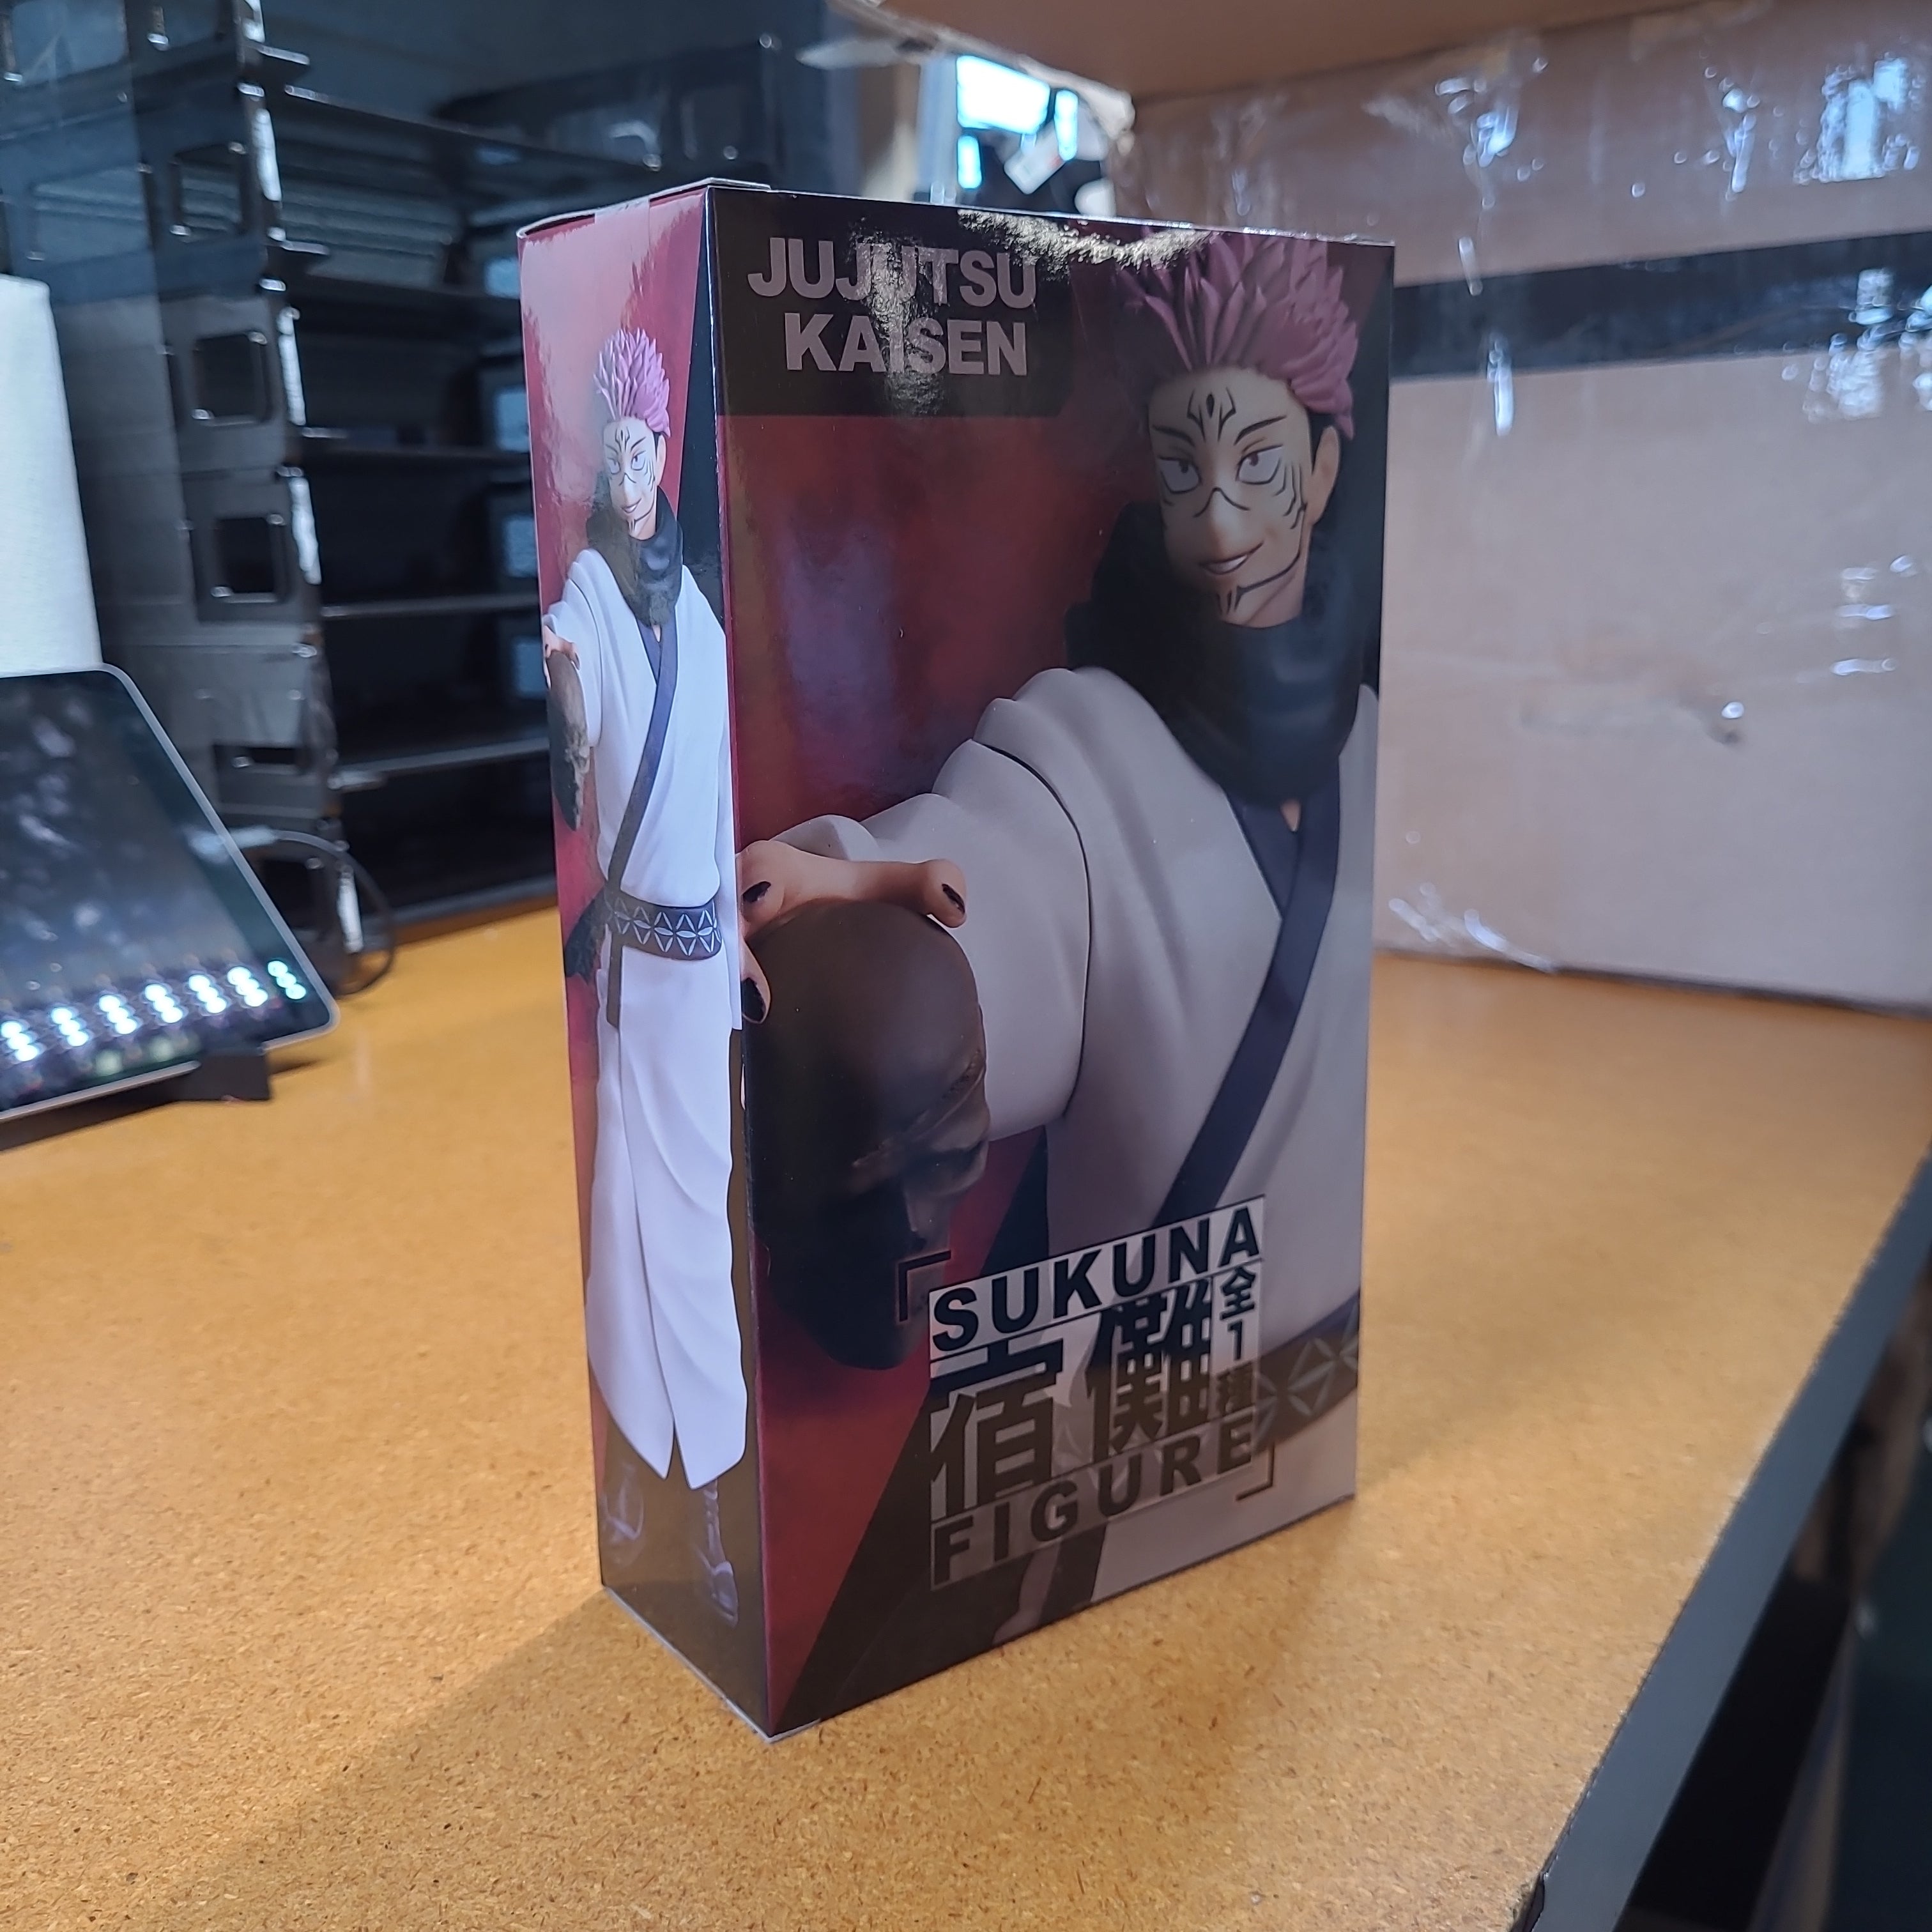 JUJUTSU
KAISEN
SUKUNA
宿儺
全1種
FIGURE